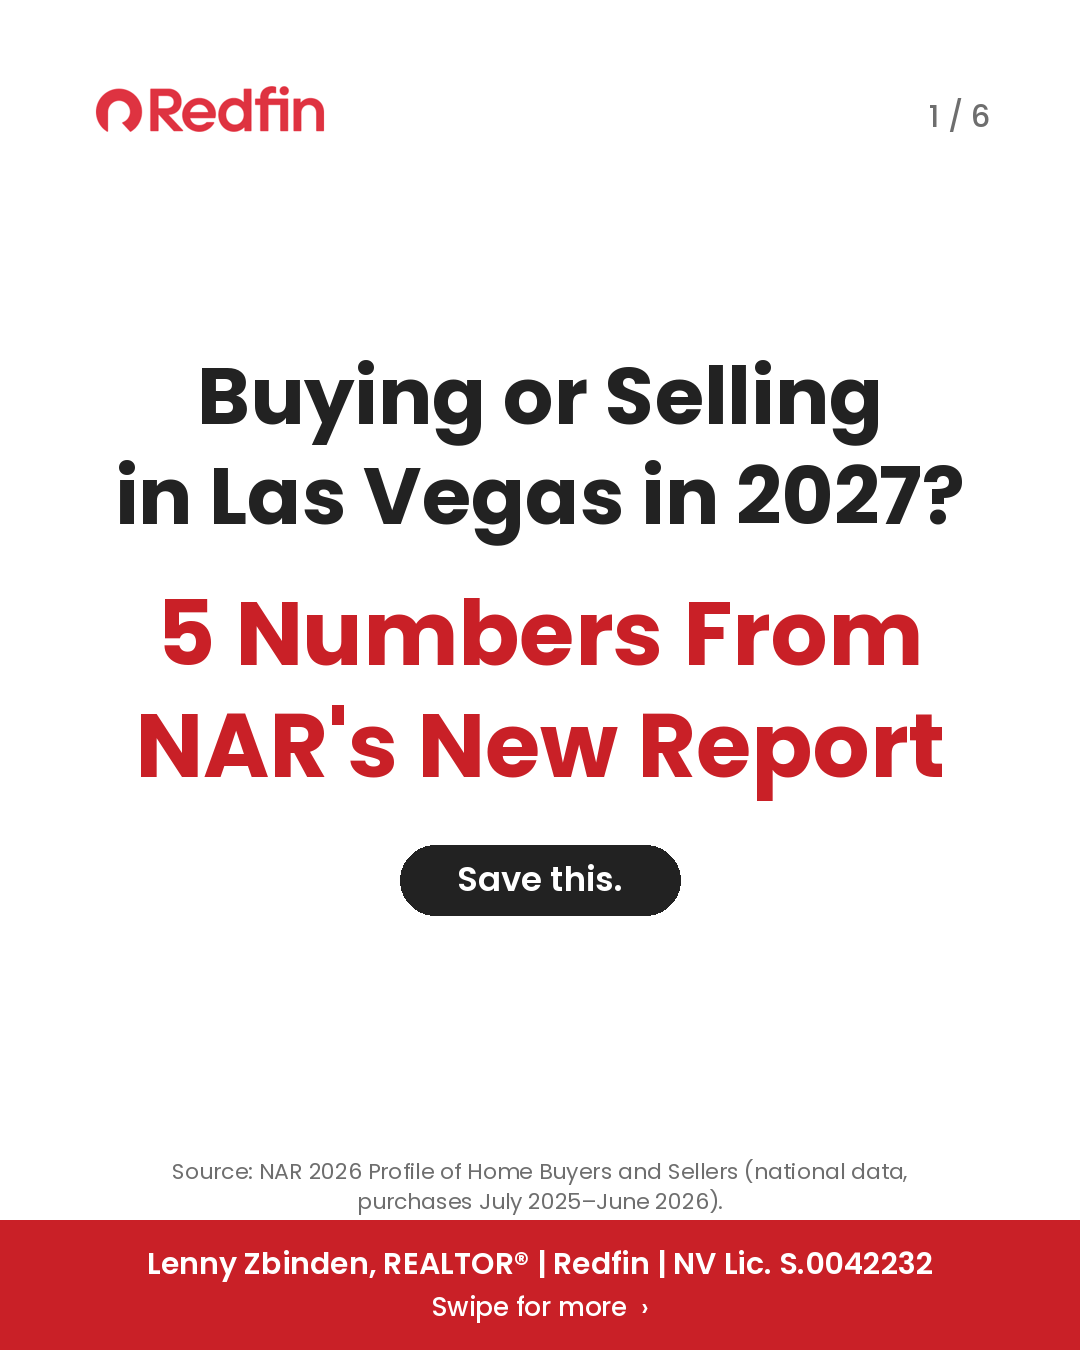 Redfin
1 / 6
Buying or Selling
in Las Vegas in 2027?
5 Numbers From
NAR's New Report
Save this.
Source: NAR 2026 Profile of Home Buyers and Sellers (national data,
purchases July 2025–June 2026).
Lenny Zbinden, REALTOR® | Redfin | NV Lic. S.0042232
Swipe for more ›